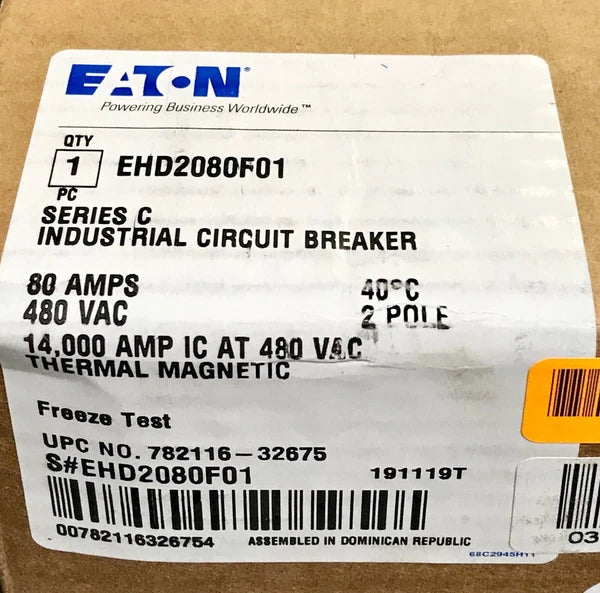 EATON
Powering Business Worldwide™
QTY
1 EHD2080F01
PC
SERIES C
INDUSTRIAL CIRCUIT BREAKER
80 AMPS 40°C
480 VAC 2 POLE
14,000 AMP IC AT 480 VAC
THERMAL MAGNETIC
Freeze Test
UPC NO. 782116-32675
S#EHD2080F01 191119T
00782116326754 ASSEMBLED IN DOMINICAN REPUBLIC
03